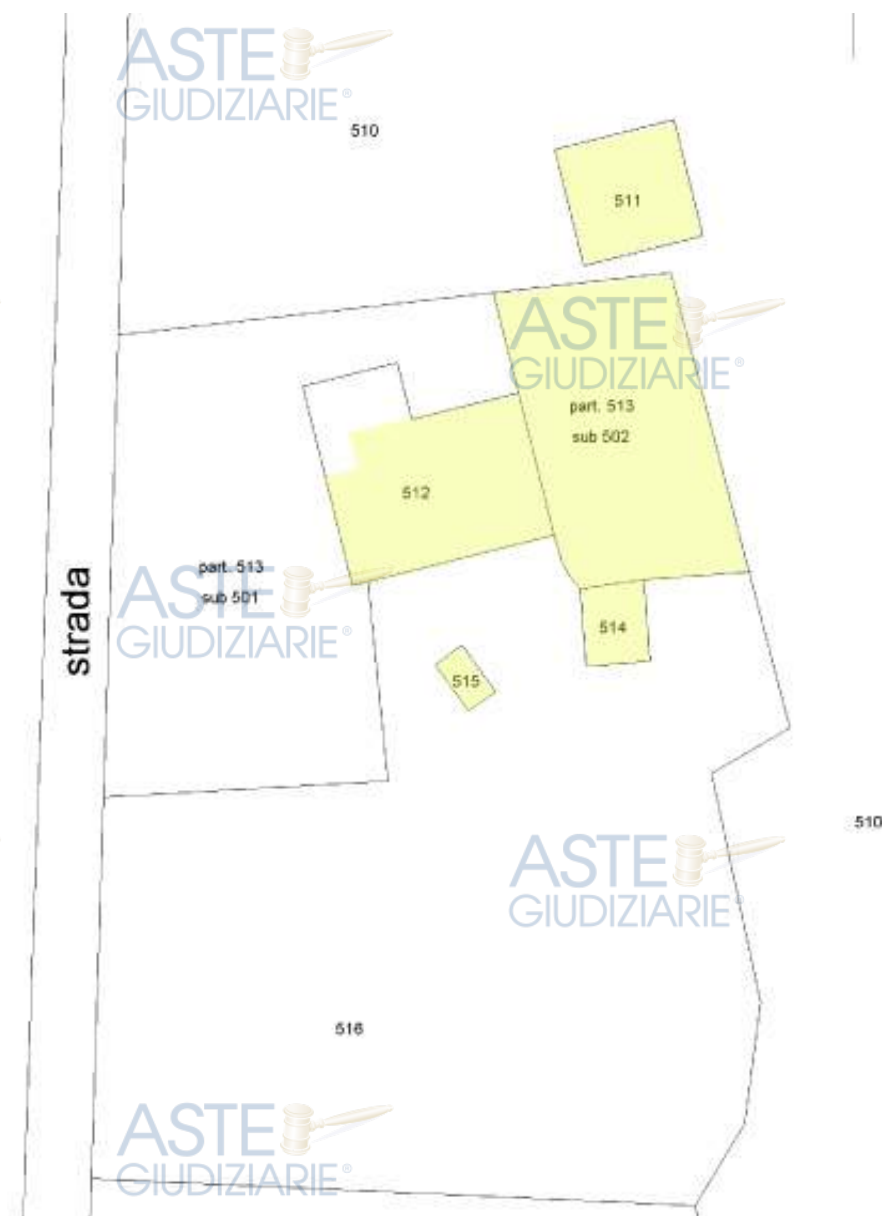 ASTE
GIUDIZIARIE®
510
511
ASTE
GIUDIZIARIE®
part. 513
sub 502
512
strada
part. 513
sub 501
ASTE
GIUDIZIARIE®
514
515
510
ASTE
GIUDIZIARIE®
516
ASTE
GIUDIZIARIE®